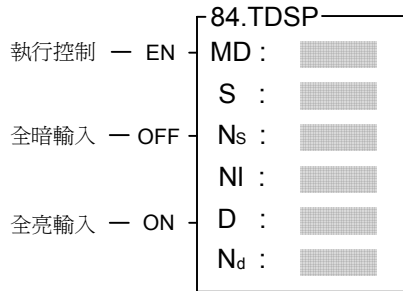 84.TDSP
執行控制 — EN MD :
S :
全暗輸入 — OFF Ns :
NI :
全亮輸入 — ON D :
Nd :